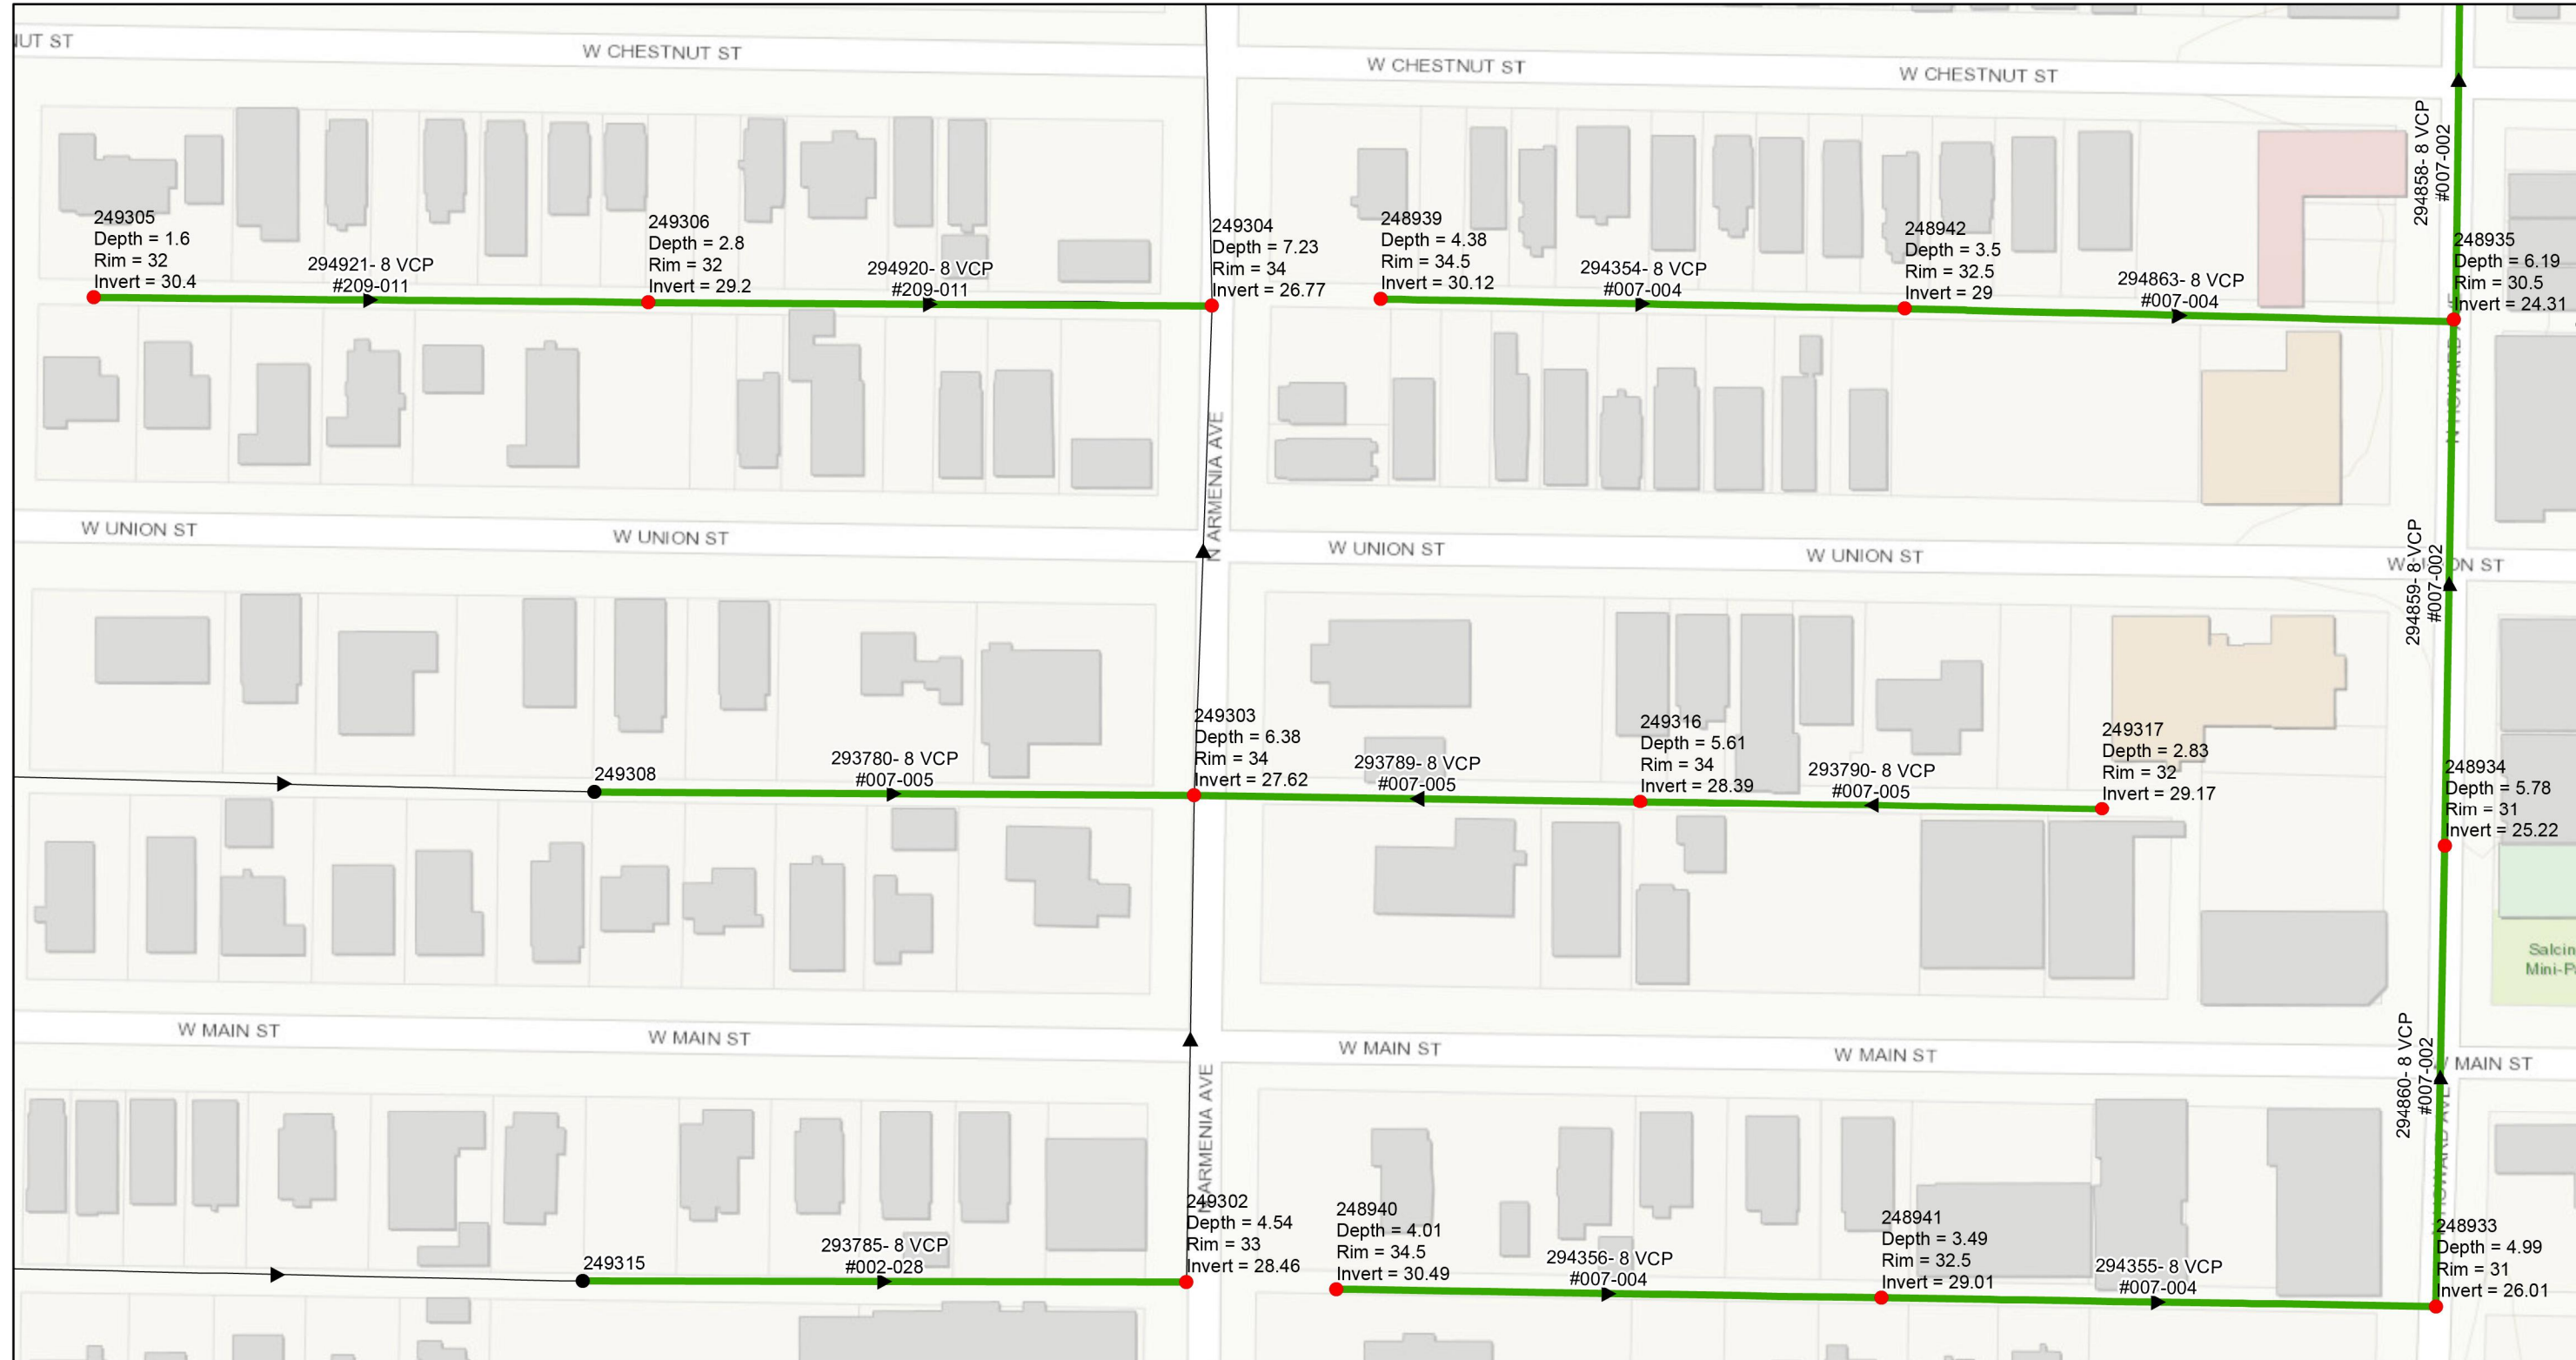 UT ST
W CHESTNUT ST
W CHESTNUT ST
W CHESTNUT ST
294858- 8 VCP
#007-002
249305
Depth = 1.6
Rim = 32
Invert = 30.4
294921- 8 VCP
#209-011
249306
Depth = 2.8
Rim = 32
Invert = 29.2
294920- 8 VCP
#209-011
249304
Depth = 7.23
Rim = 34
Invert = 26.77
248939
Depth = 4.38
Rim = 34.5
Invert = 30.12
294354- 8 VCP
#007-004
248942
Depth = 3.5
Rim = 32.5
Invert = 29
294863- 8 VCP
#007-004
248935
Depth = 6.19
Rim = 30.5
Invert = 24.31
N HOWARD
N ARMENIA AVE
W UNION ST
W UNION ST
W UNION ST
W UNION ST
W UNION ST
294859- 8 VCP
#007-002
249308
293780- 8 VCP
#007-005
249303
Depth = 6.38
Rim = 34
Invert = 27.62
293789- 8 VCP
#007-005
249316
Depth = 5.61
Rim = 34
Invert = 28.39
293790- 8 VCP
#007-005
249317
Depth = 2.83
Rim = 32
Invert = 29.17
248934
Depth = 5.78
Rim = 31
Invert = 25.22
Salcin
Mini-P
W MAIN ST
W MAIN ST
W MAIN ST
W MAIN ST
MAIN ST
294860- 8 VCP
#007-002
N ARMENIA AVE
N HOWARD AVE
249315
293785- 8 VCP
#002-028
249302
Depth = 4.54
Rim = 33
Invert = 28.46
248940
Depth = 4.01
Rim = 34.5
Invert = 30.49
294356- 8 VCP
#007-004
248941
Depth = 3.49
Rim = 32.5
Invert = 29.01
294355- 8 VCP
#007-004
248933
Depth = 4.99
Rim = 31
Invert = 26.01